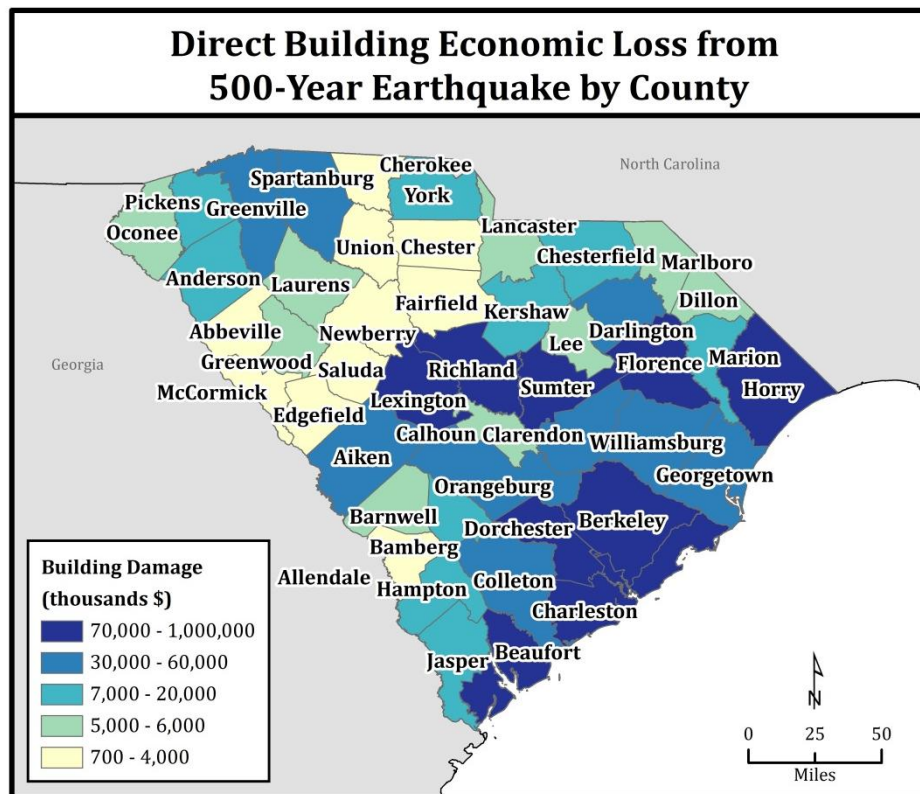 Direct Building Economic Loss from
500-Year Earthquake by County
North Carolina
Cherokee
Spartanburg
York
Pickens
Greenville
Lancaster
Oconee
Union
Chester
Chesterfield
Marlboro
Anderson
Laurens
Dillon
Fairfield
Kershaw
Abbeville
Newberry
Darlington
Lee
Georgia
Greenwood
Saluda
Richland
Florence
Marion
McCormick
Sumter
Horry
Lexington
Edgefield
Calhoun
Clarendon
Williamsburg
Aiken
Georgetown
Orangeburg
Barnwell
Dorchester
Berkeley
Bamberg
Allendale
Colleton
Hampton
Charleston
Beaufort
Jasper
Building Damage
(thousands $)
70,000 - 1,000,000
30,000 - 60,000
7,000 - 20,000
5,000 - 6,000
700 - 4,000
N
0 25 50
Miles